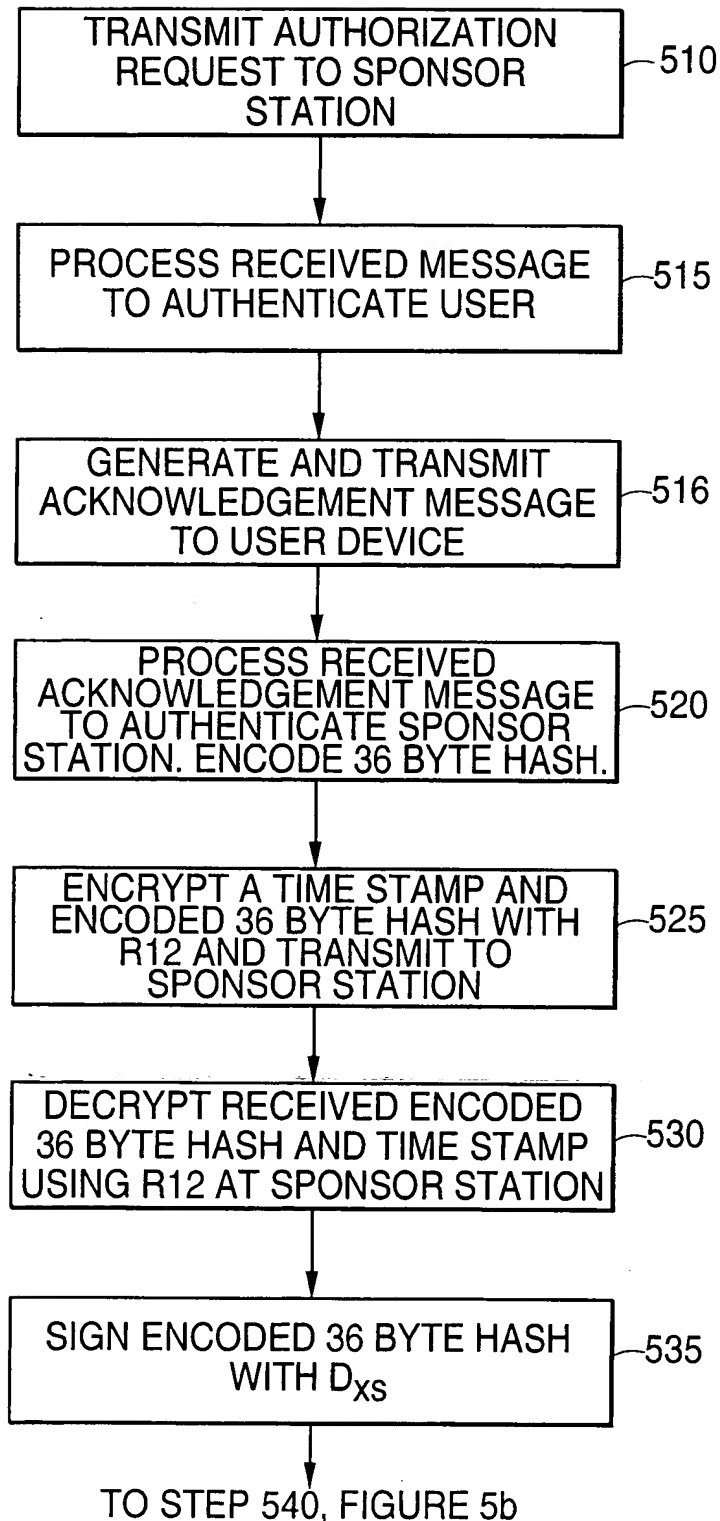 TRANSMIT AUTHORIZATION
REQUEST TO SPONSOR
STATION
510
PROCESS RECEIVED MESSAGE
TO AUTHENTICATE USER
515
GENERATE AND TRANSMIT
ACKNOWLEDGEMENT MESSAGE
TO USER DEVICE
516
PROCESS RECEIVED
ACKNOWLEDGEMENT MESSAGE
TO AUTHENTICATE SPONSOR
STATION. ENCODE 36 BYTE HASH.
520
ENCRYPT A TIME STAMP AND
ENCODED 36 BYTE HASH WITH
R12 AND TRANSMIT TO
SPONSOR STATION
525
DECRYPT RECEIVED ENCODED
36 BYTE HASH AND TIME STAMP
USING R12 AT SPONSOR STATION
530
SIGN ENCODED 36 BYTE HASH
WITH DXS
535
TO STEP 540, FIGURE 5b